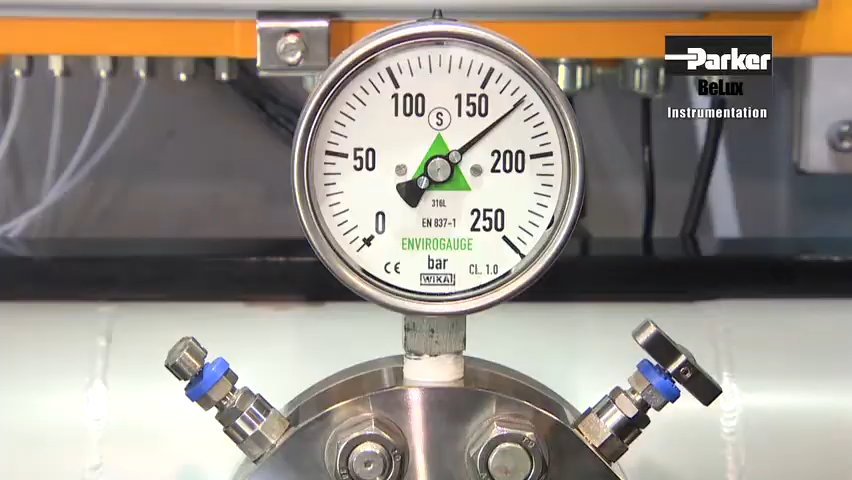 Parker
BeLux
Instrumentation
100
150
S
50
200
316L
EN 837-1
0
250
ENVIROGAUGE
bar
CE
CL. 1.0
WIKA